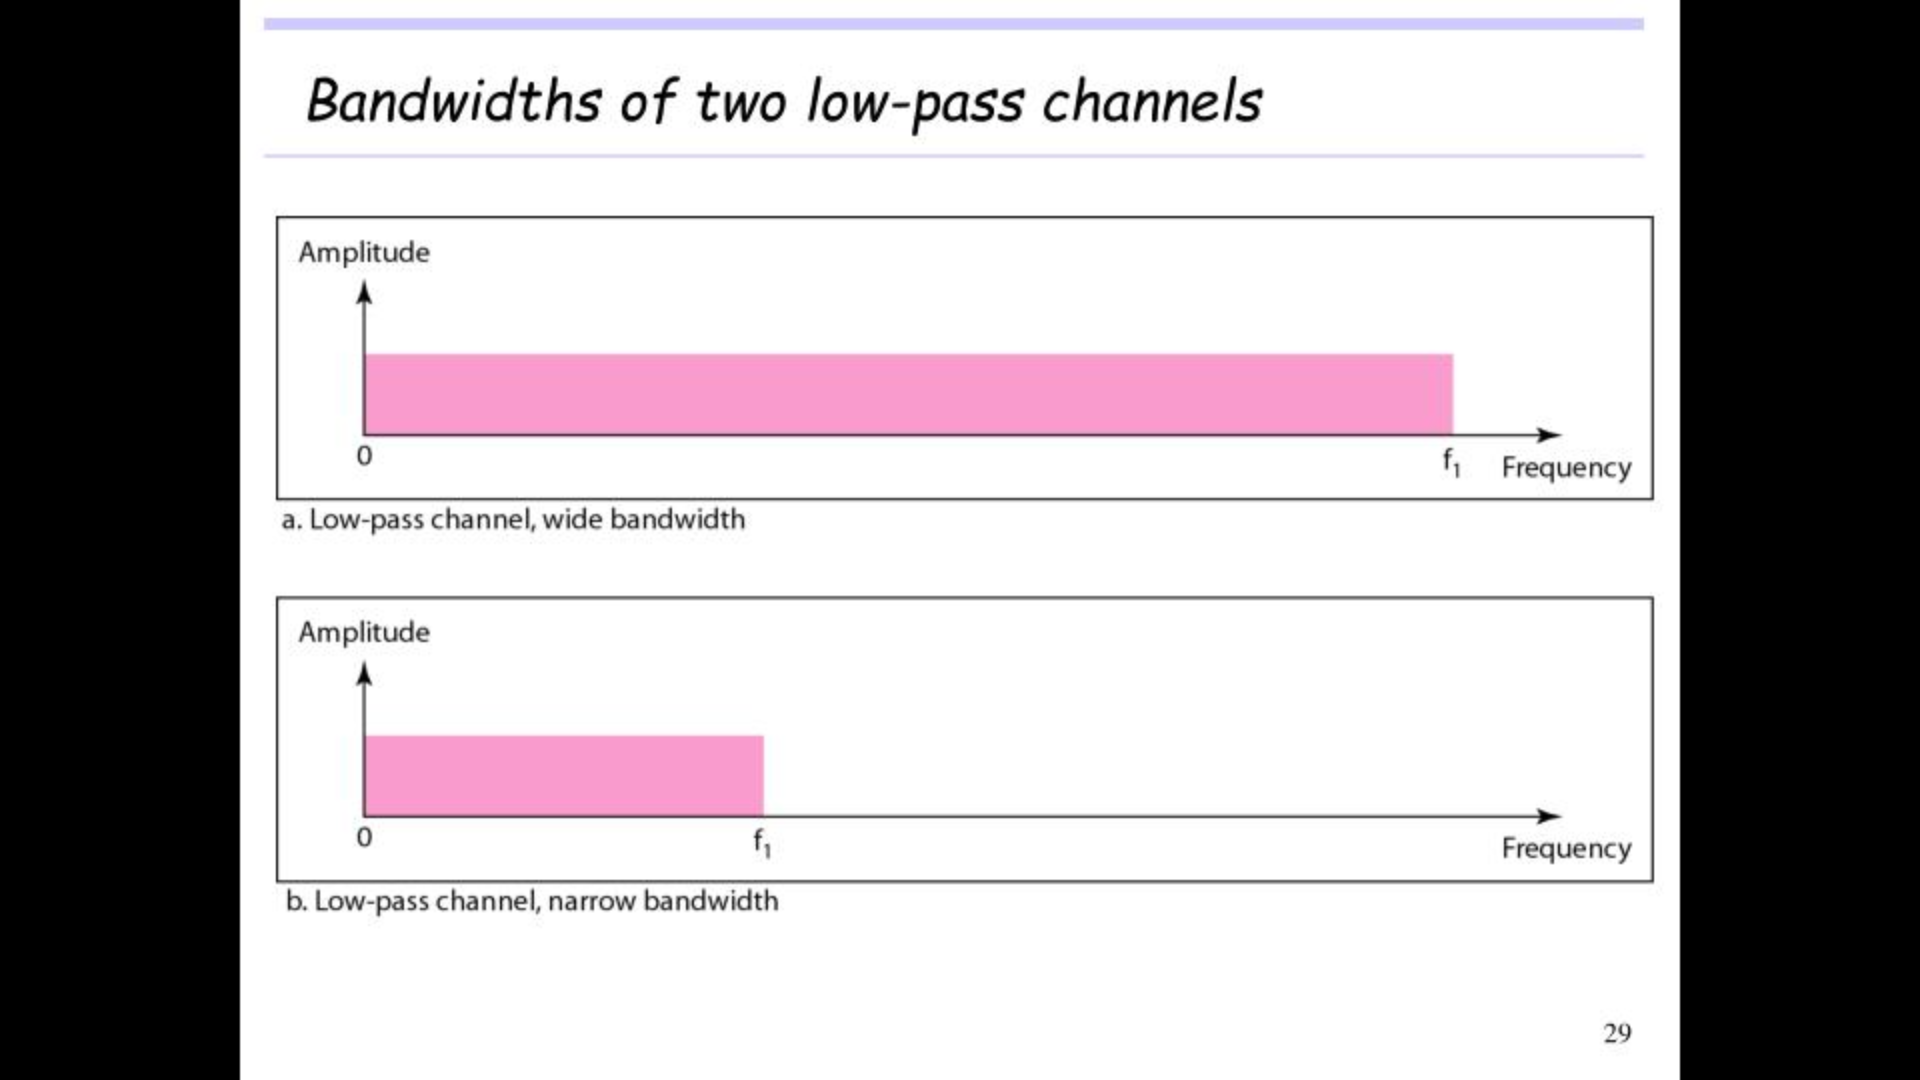 Bandwidths of two low-pass channels
Amplitude
0
f₁
Frequency
a. Low-pass channel, wide bandwidth
Amplitude
0
f₁
Frequency
b. Low-pass channel, narrow bandwidth
29